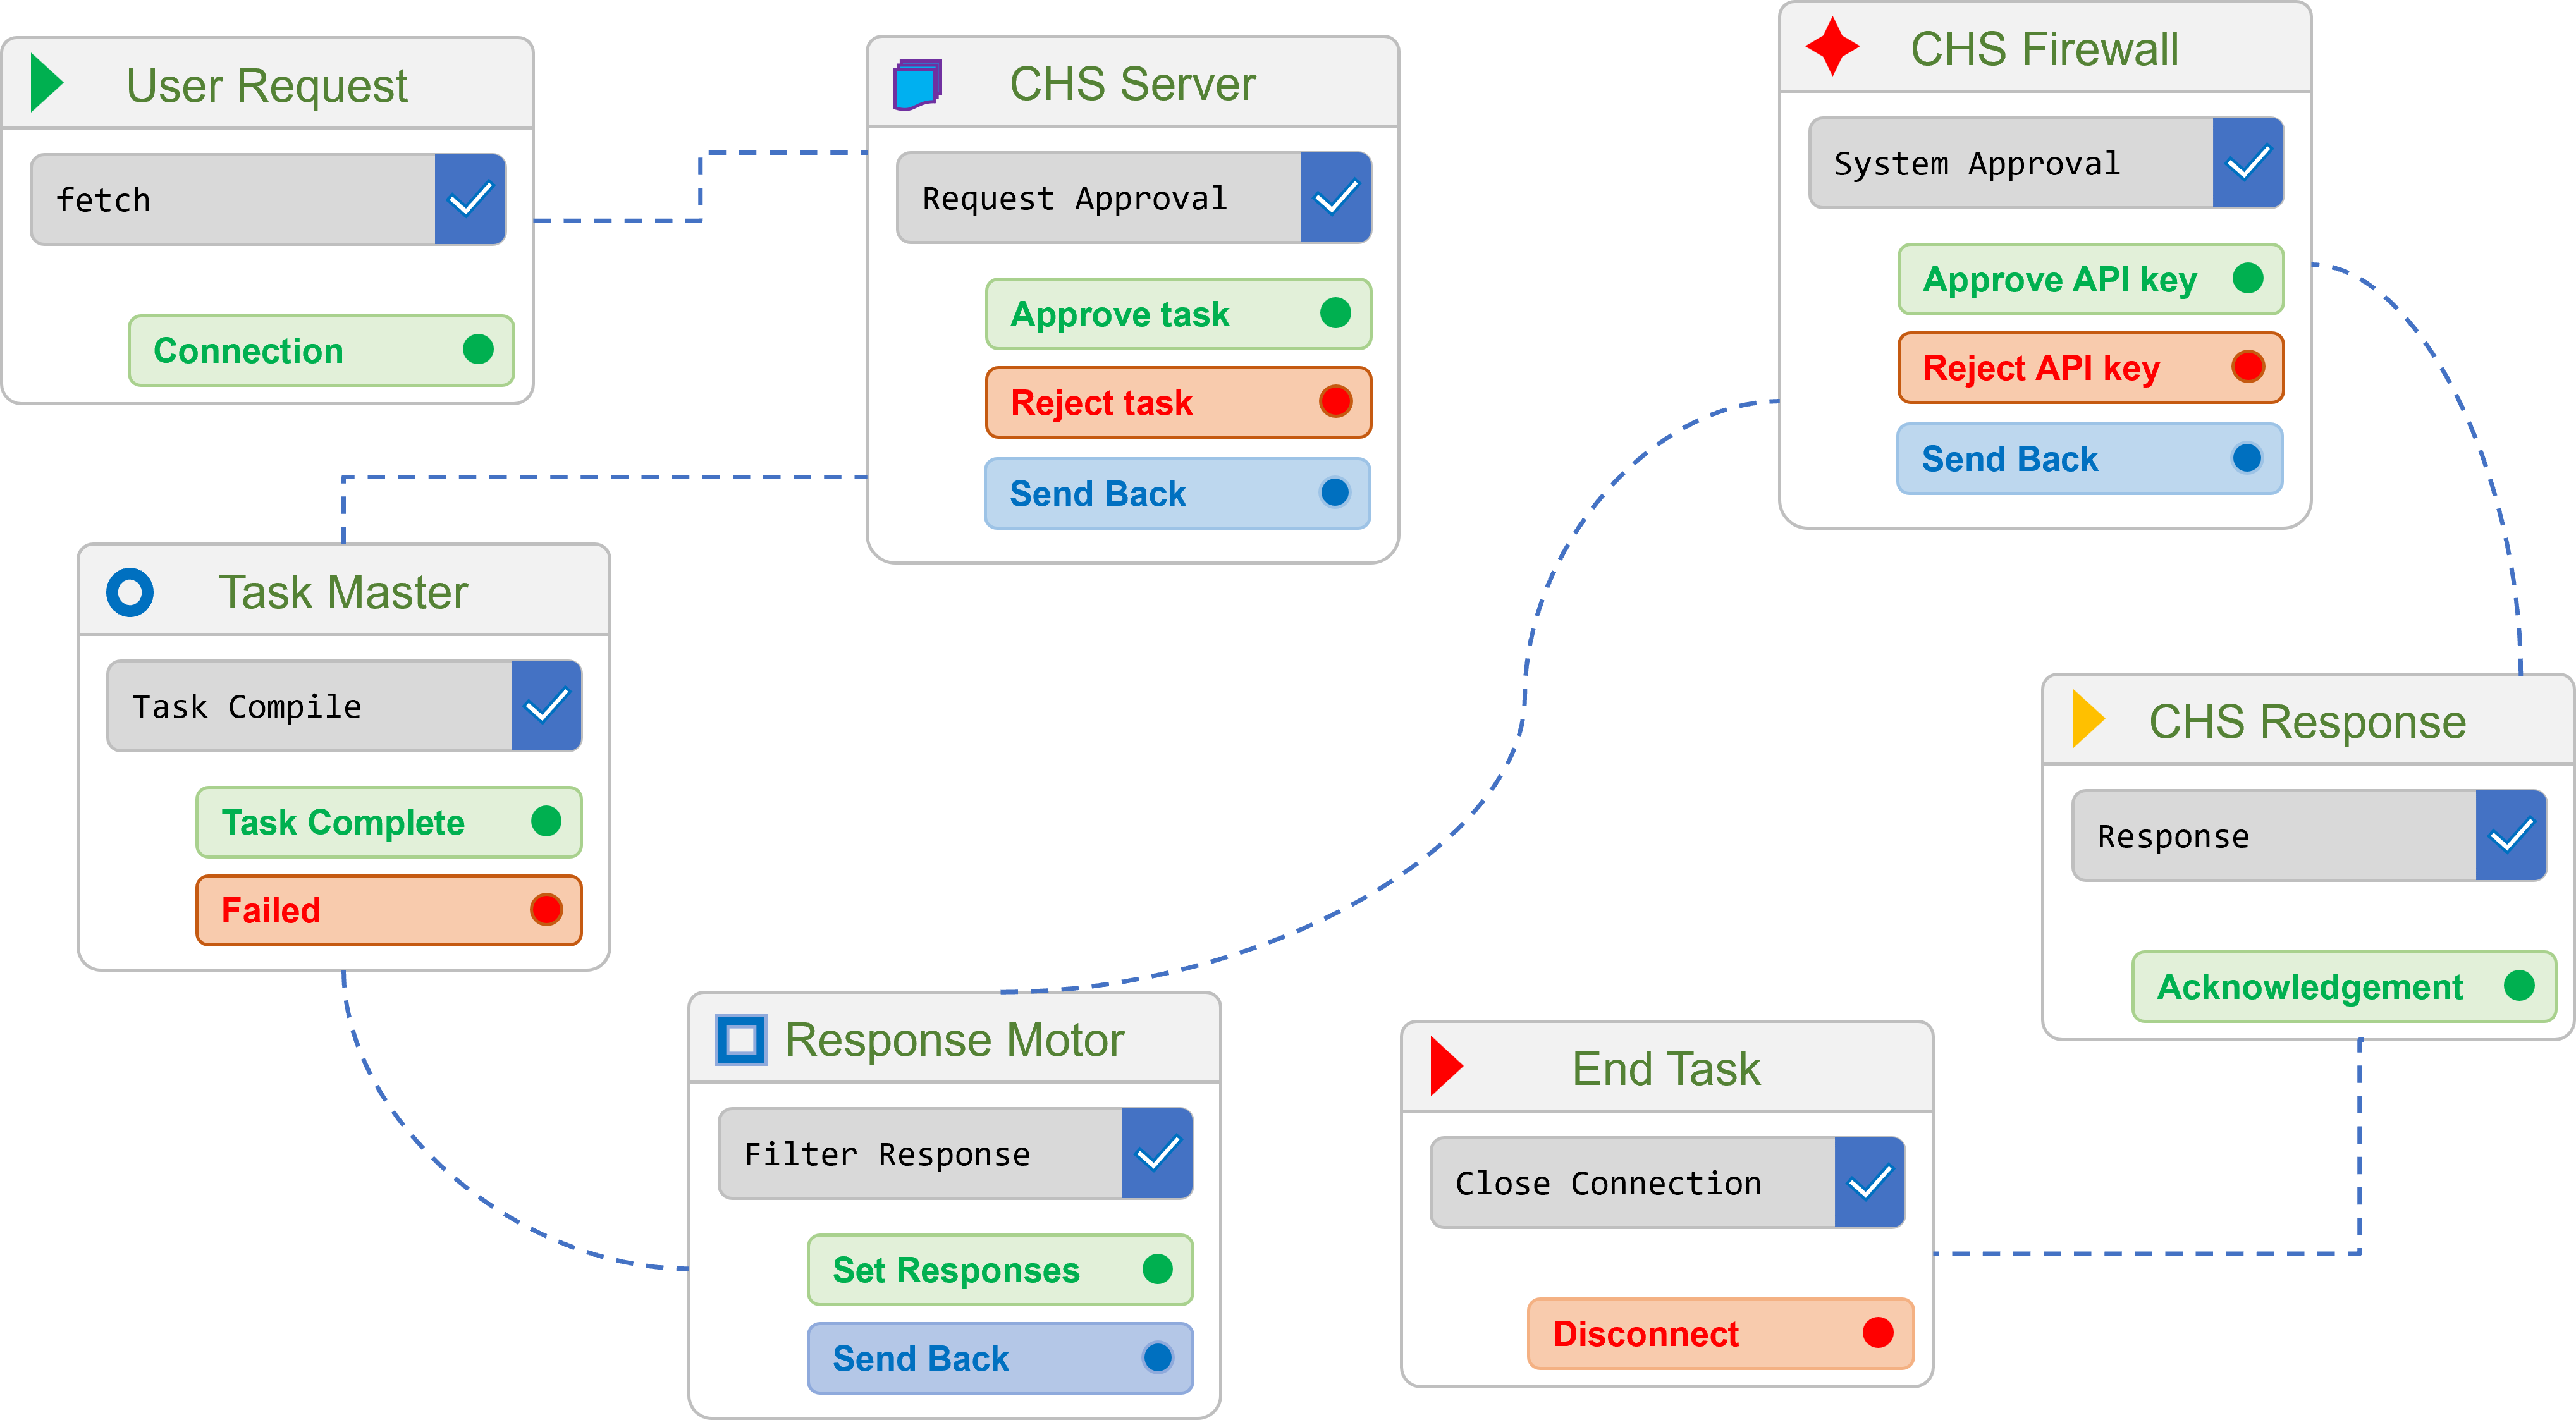 User Request
fetch
Connection
CHS Server
Request Approval
Approve task
Reject task
Send Back
CHS Firewall
System Approval
Approve API key
Reject API key
Send Back
Task Master
Task Compile
Task Complete
Failed
Response Motor
Filter Response
Set Responses
Send Back
End Task
Close Connection
Disconnect
CHS Response
Response
Acknowledgement